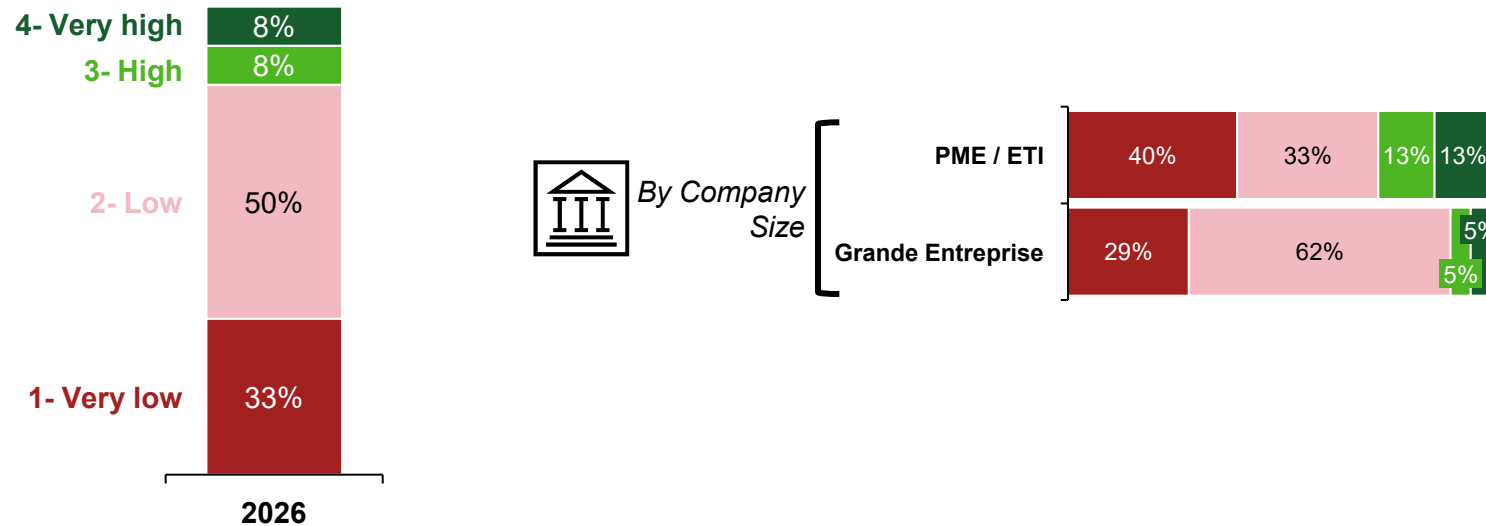 4- Very high
8%
3- High
8%
2- Low
50%
1- Very low
33%
2026
By Company
Size
PME / ETI
40%
33%
13%
13%
Grande Entreprise
29%
62%
5%
5%